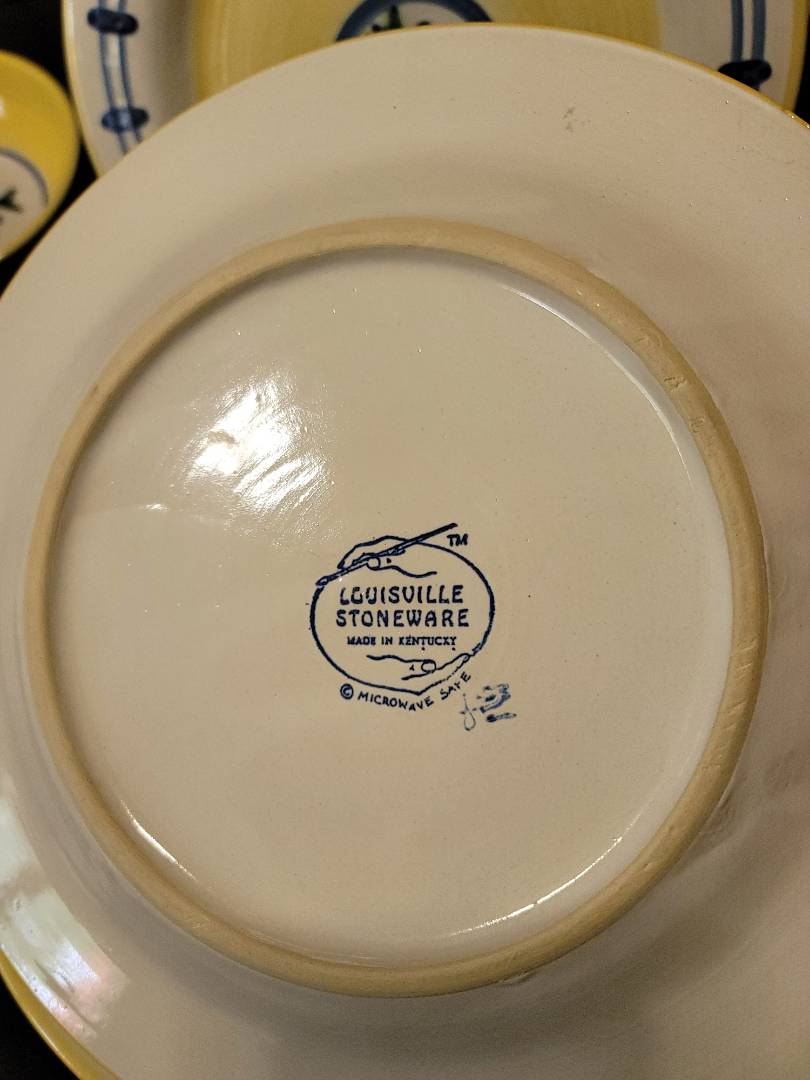 TM
LOUISVILLE
STONEWARE
MADE IN KENTUCKY
© MICROWAVE SAFE